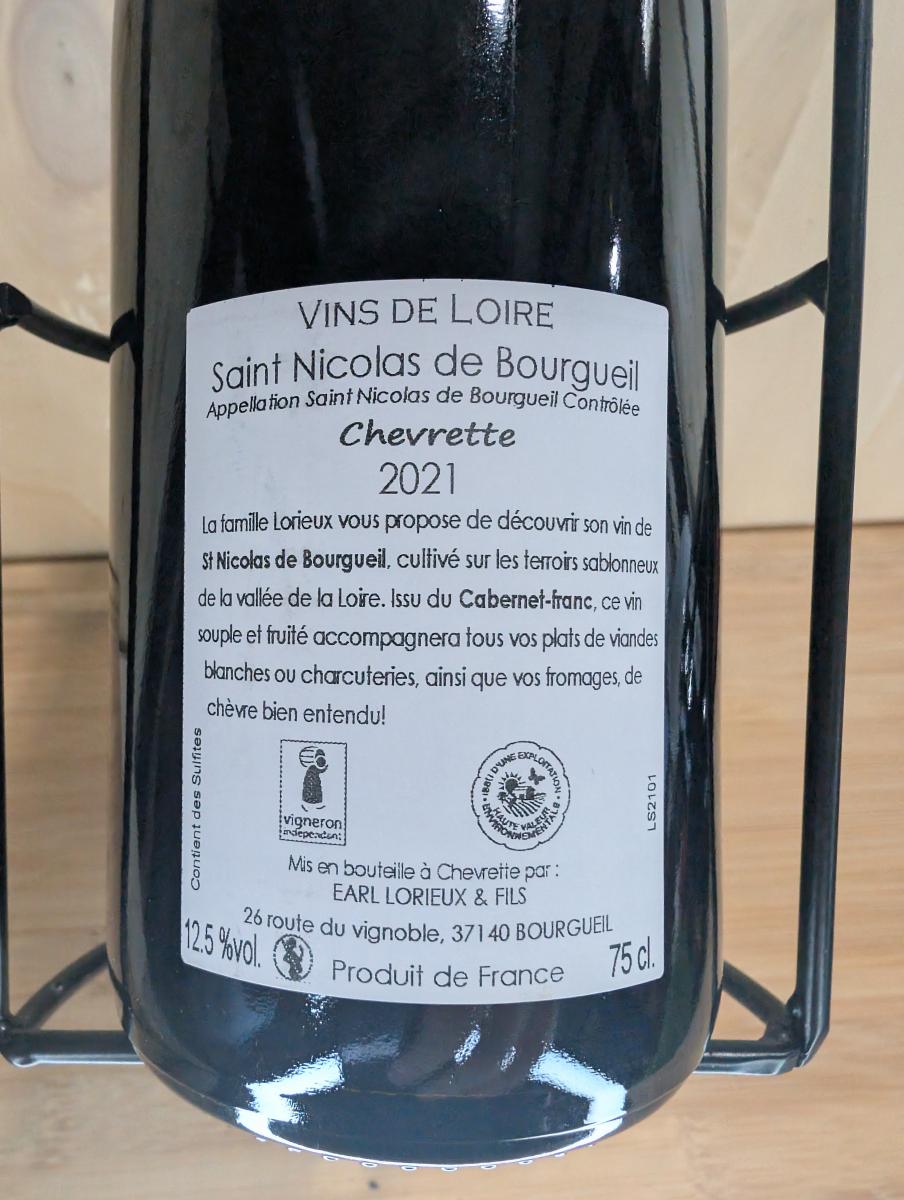 VINS DE LOIRE
Saint Nicolas de Bourgueil
Appellation Saint Nicolas de Bourgueil Contrôlée
Chevrette
2021
La famille Lorieux vous propose de découvrir son vin de
St Nicolas de Bourgueil, cultivé sur les terroirs sablonneux
de la vallée de la Loire. Issu du Cabernet-franc, ce vin
souple et fruité accompagnera tous vos plats de viandes
blanches ou charcuteries, ainsi que vos fromages, de
chèvre bien entendu!
Contient des Sulfites
vigneron
indépendant
ISSU D'UNE EXPLOITATION
HAUTE VALEUR
ENVIRONNEMENTALE
LS2101
Mis en bouteille à Chevrette par :
EARL LORIEUX & FILS
26 route du vignoble, 37140 BOURGUEIL
12.5 %vol.
Produit de France
75 cl.